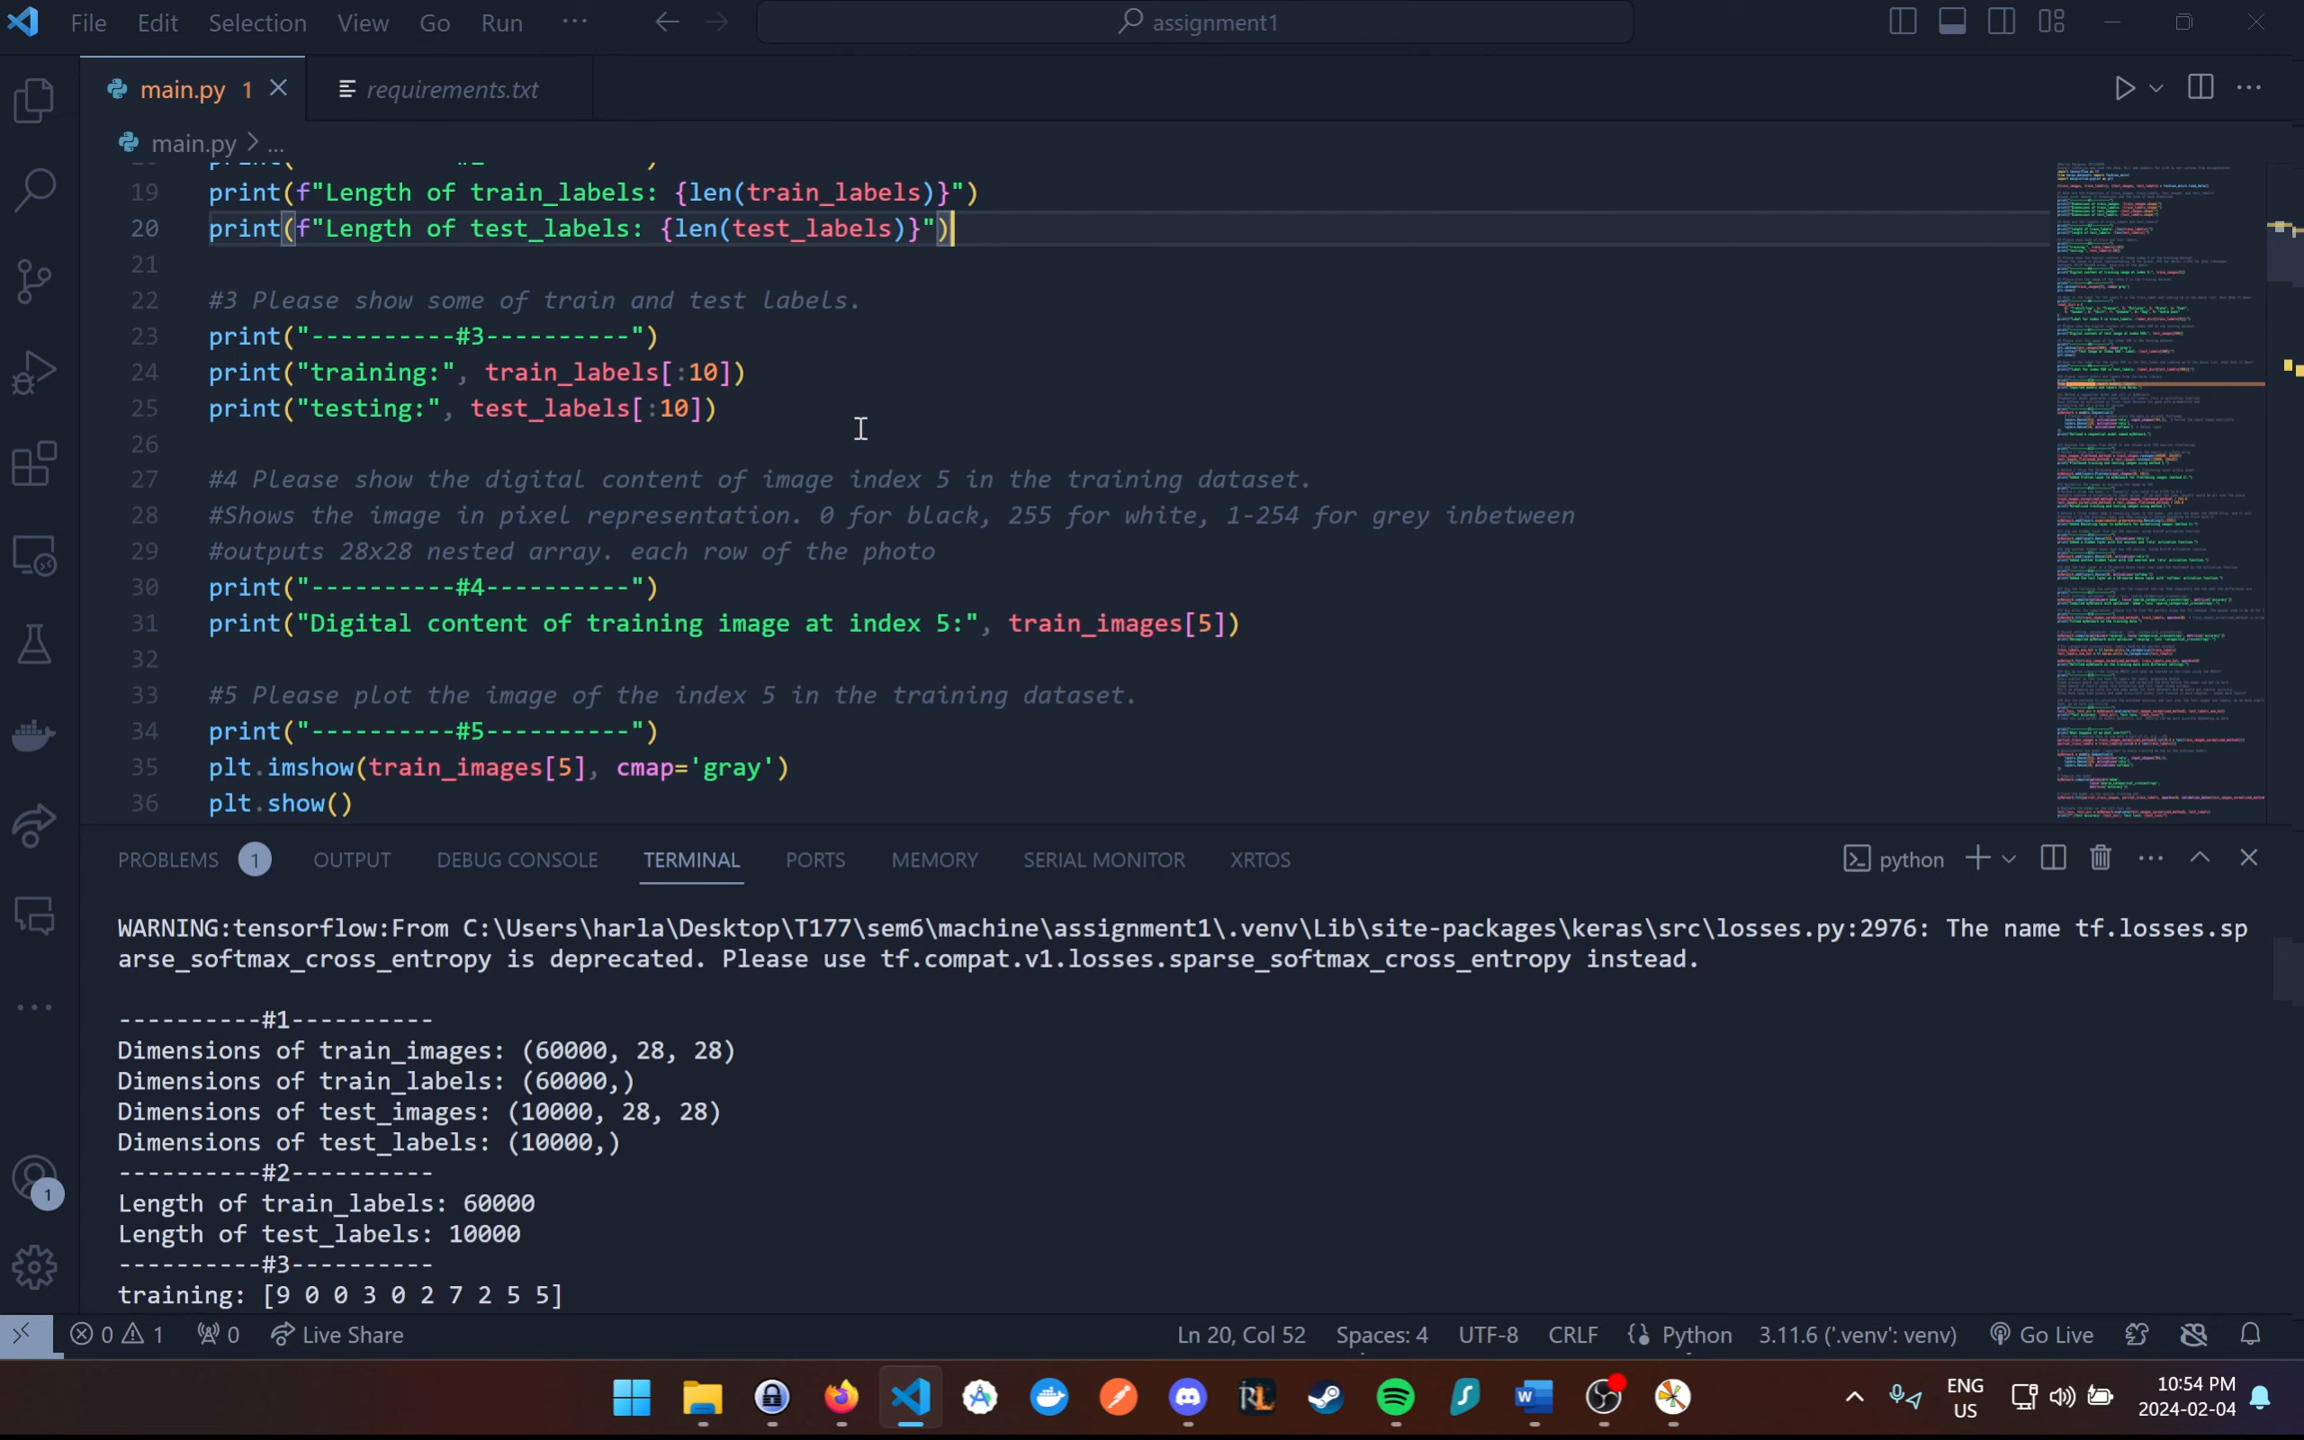 File Edit Selection View Go Run ··· assignment1
main.py 1 requirements.txt
main.py > ...
19 print(f"Length of train_labels: {len(train_labels)}")
20 print(f"Length of test_labels: {len(test_labels)}")
21
22 #3 Please show some of train and test labels.
23 print("----------#3----------")
24 print("training:", train_labels[:10])
25 print("testing:", test_labels[:10])
26
27 #4 Please show the digital content of image index 5 in the training dataset.
28 #Shows the image in pixel representation. 0 for black, 255 for white, 1-254 for grey inbetween
29 #outputs 28x28 nested array. each row of the photo
30 print("----------#4----------")
31 print("Digital content of training image at index 5:", train_images[5])
32
33 #5 Please plot the image of the index 5 in the training dataset.
34 print("----------#5----------")
35 plt.imshow(train_images[5], cmap='gray')
36 plt.show()
PROBLEMS 1 OUTPUT DEBUG CONSOLE TERMINAL PORTS MEMORY SERIAL MONITOR XRTOS python
WARNING:tensorflow:From C:\Users\harla\Desktop\T177\sem6\machine\assignment1\.venv\Lib\site-packages\keras\src\losses.py:2976: The name tf.losses.sp
arse_softmax_cross_entropy is deprecated. Please use tf.compat.v1.losses.sparse_softmax_cross_entropy instead.
----------#1----------
Dimensions of train_images: (60000, 28, 28)
Dimensions of train_labels: (60000,)
Dimensions of test_images: (10000, 28, 28)
Dimensions of test_labels: (10000,)
----------#2----------
Length of train_labels: 60000
Length of test_labels: 10000
----------#3----------
training: [9 0 0 3 0 2 7 2 5 5]
1
0 1 0 Live Share Ln 20, Col 52 Spaces: 4 UTF-8 CRLF Python 3.11.6 ('.venv': venv) Go Live
ENG
US
10:54 PM
2024-02-04